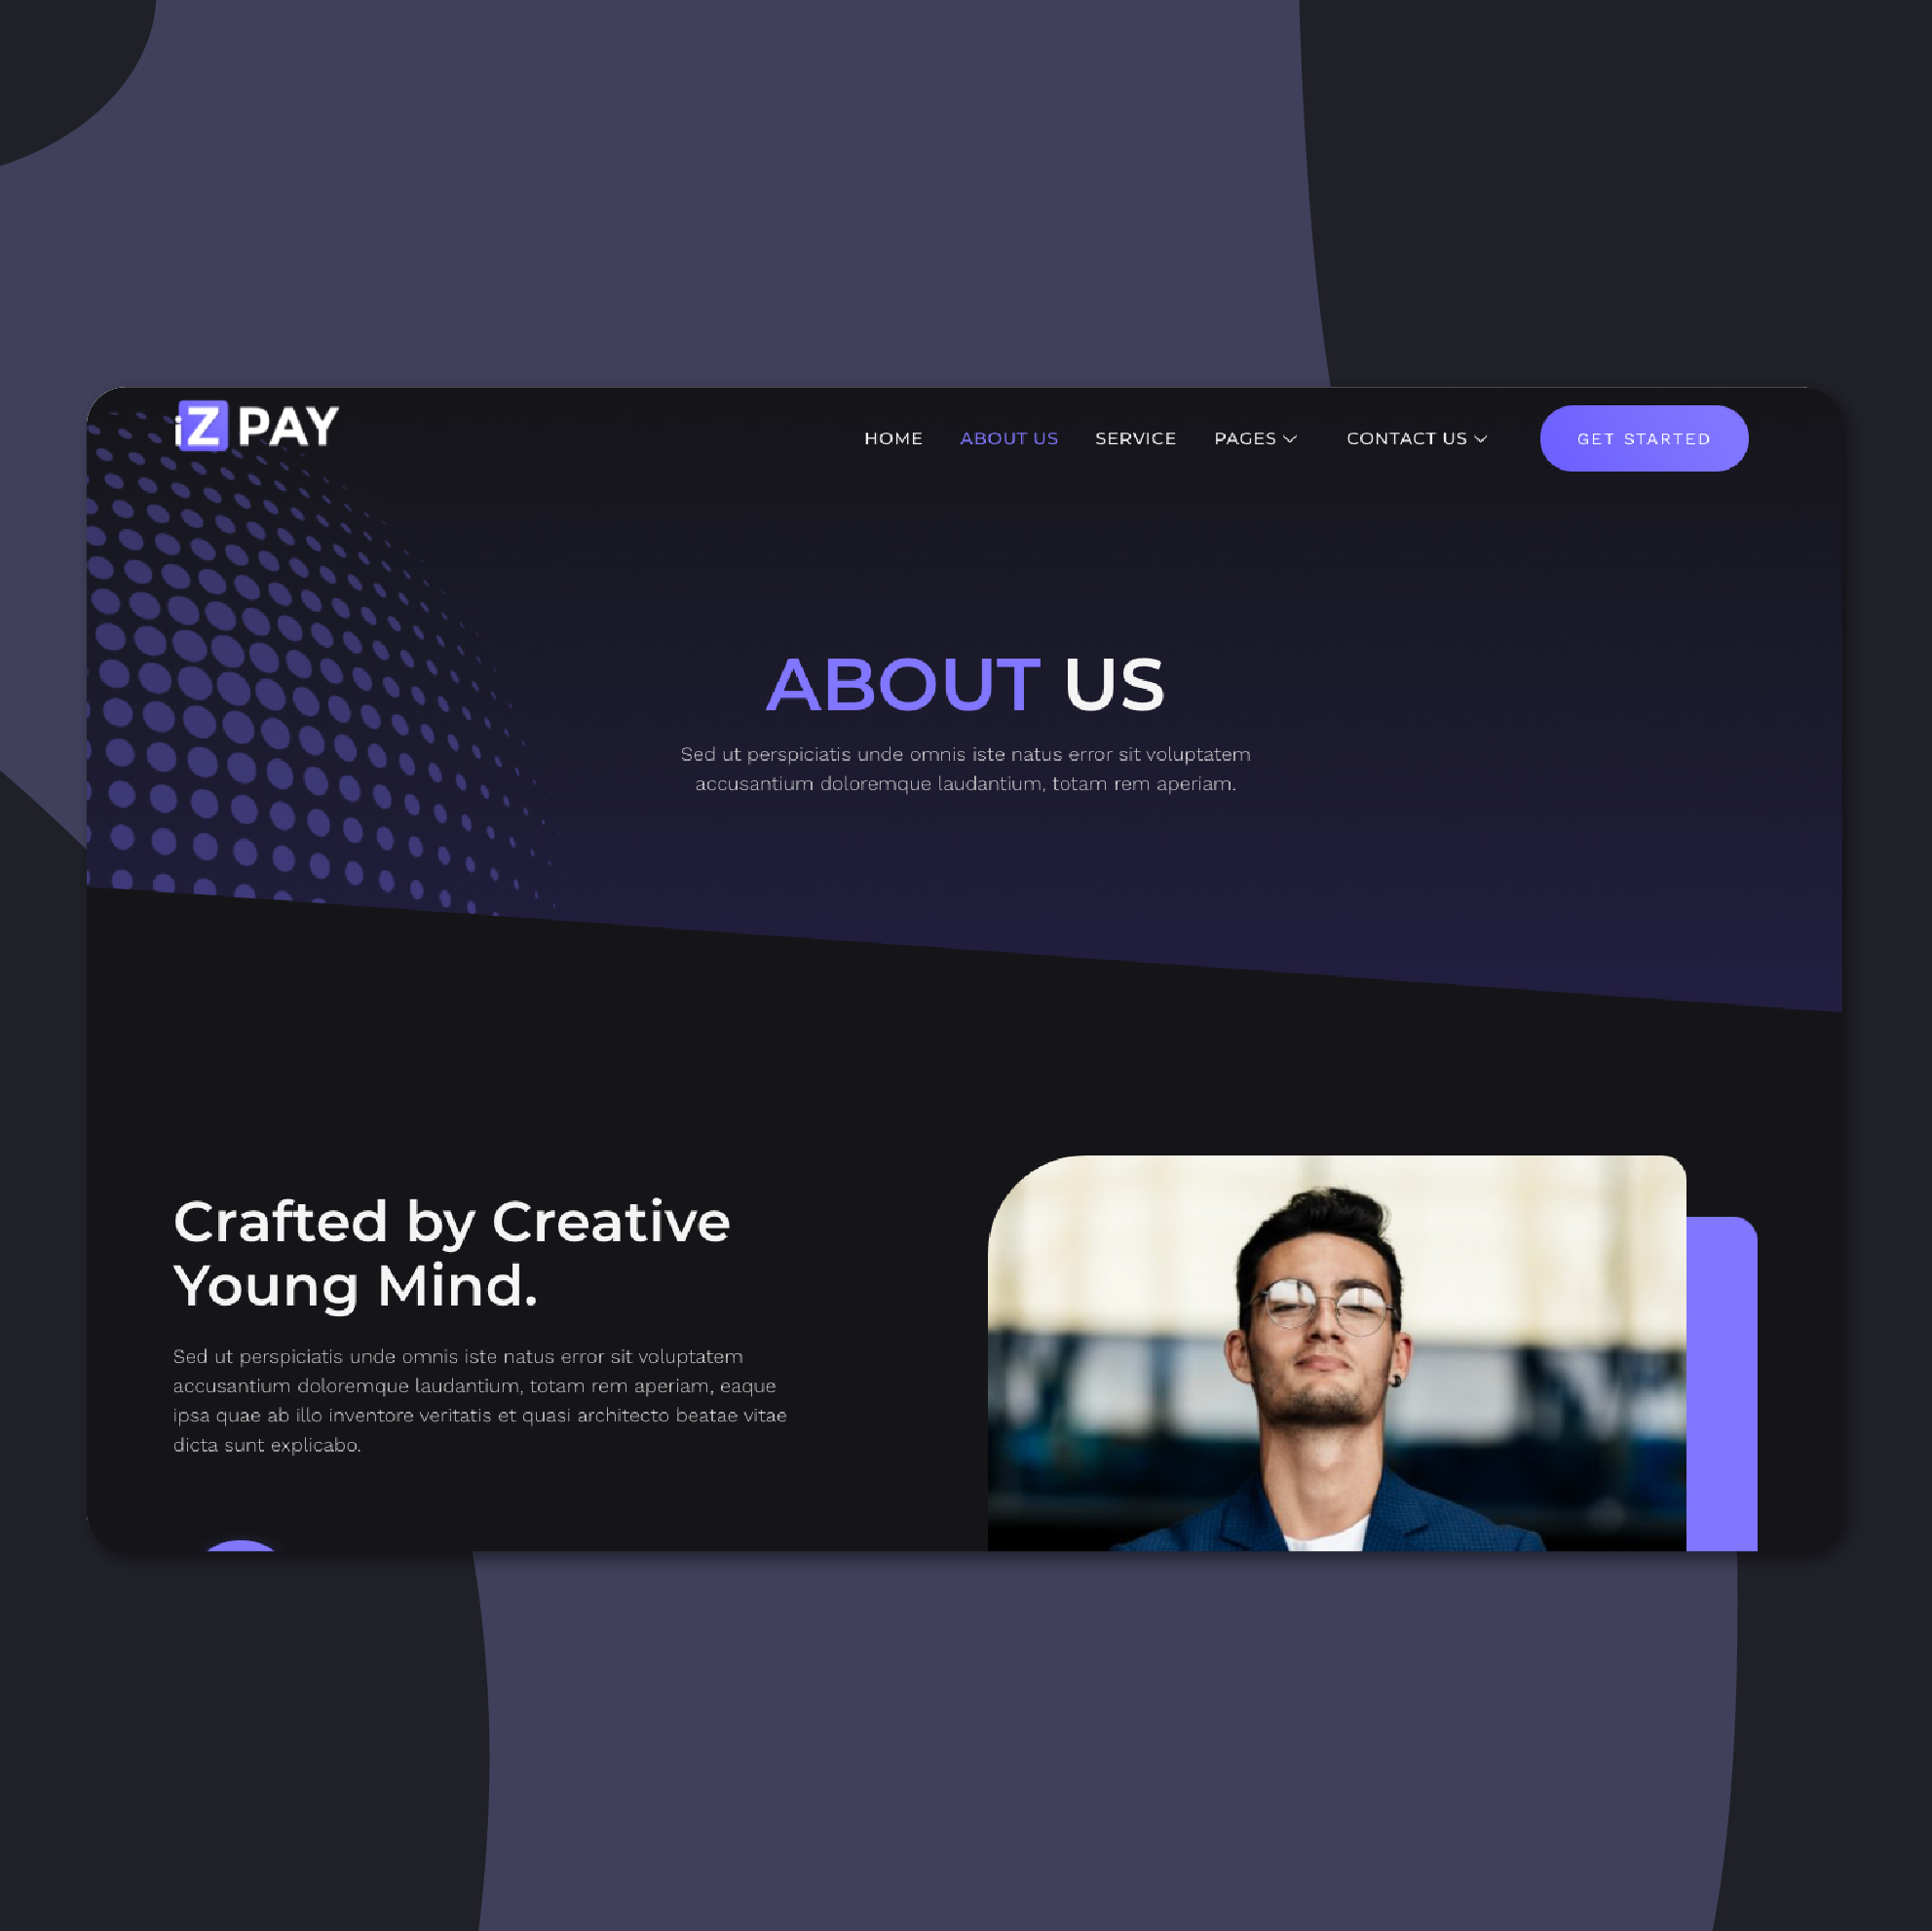 iZ PAY
HOME ABOUT US SERVICE PAGES CONTACT US GET STARTED
ABOUT US
Sed ut perspiciatis unde omnis iste natus error sit voluptatem
accusantium doloremque laudantium, totam rem aperiam.
Crafted by Creative
Young Mind.
Sed ut perspiciatis unde omnis iste natus error sit voluptatem
accusantium doloremque laudantium, totam rem aperiam, eaque
ipsa quae ab illo inventore veritatis et quasi architecto beatae vitae
dicta sunt explicabo.